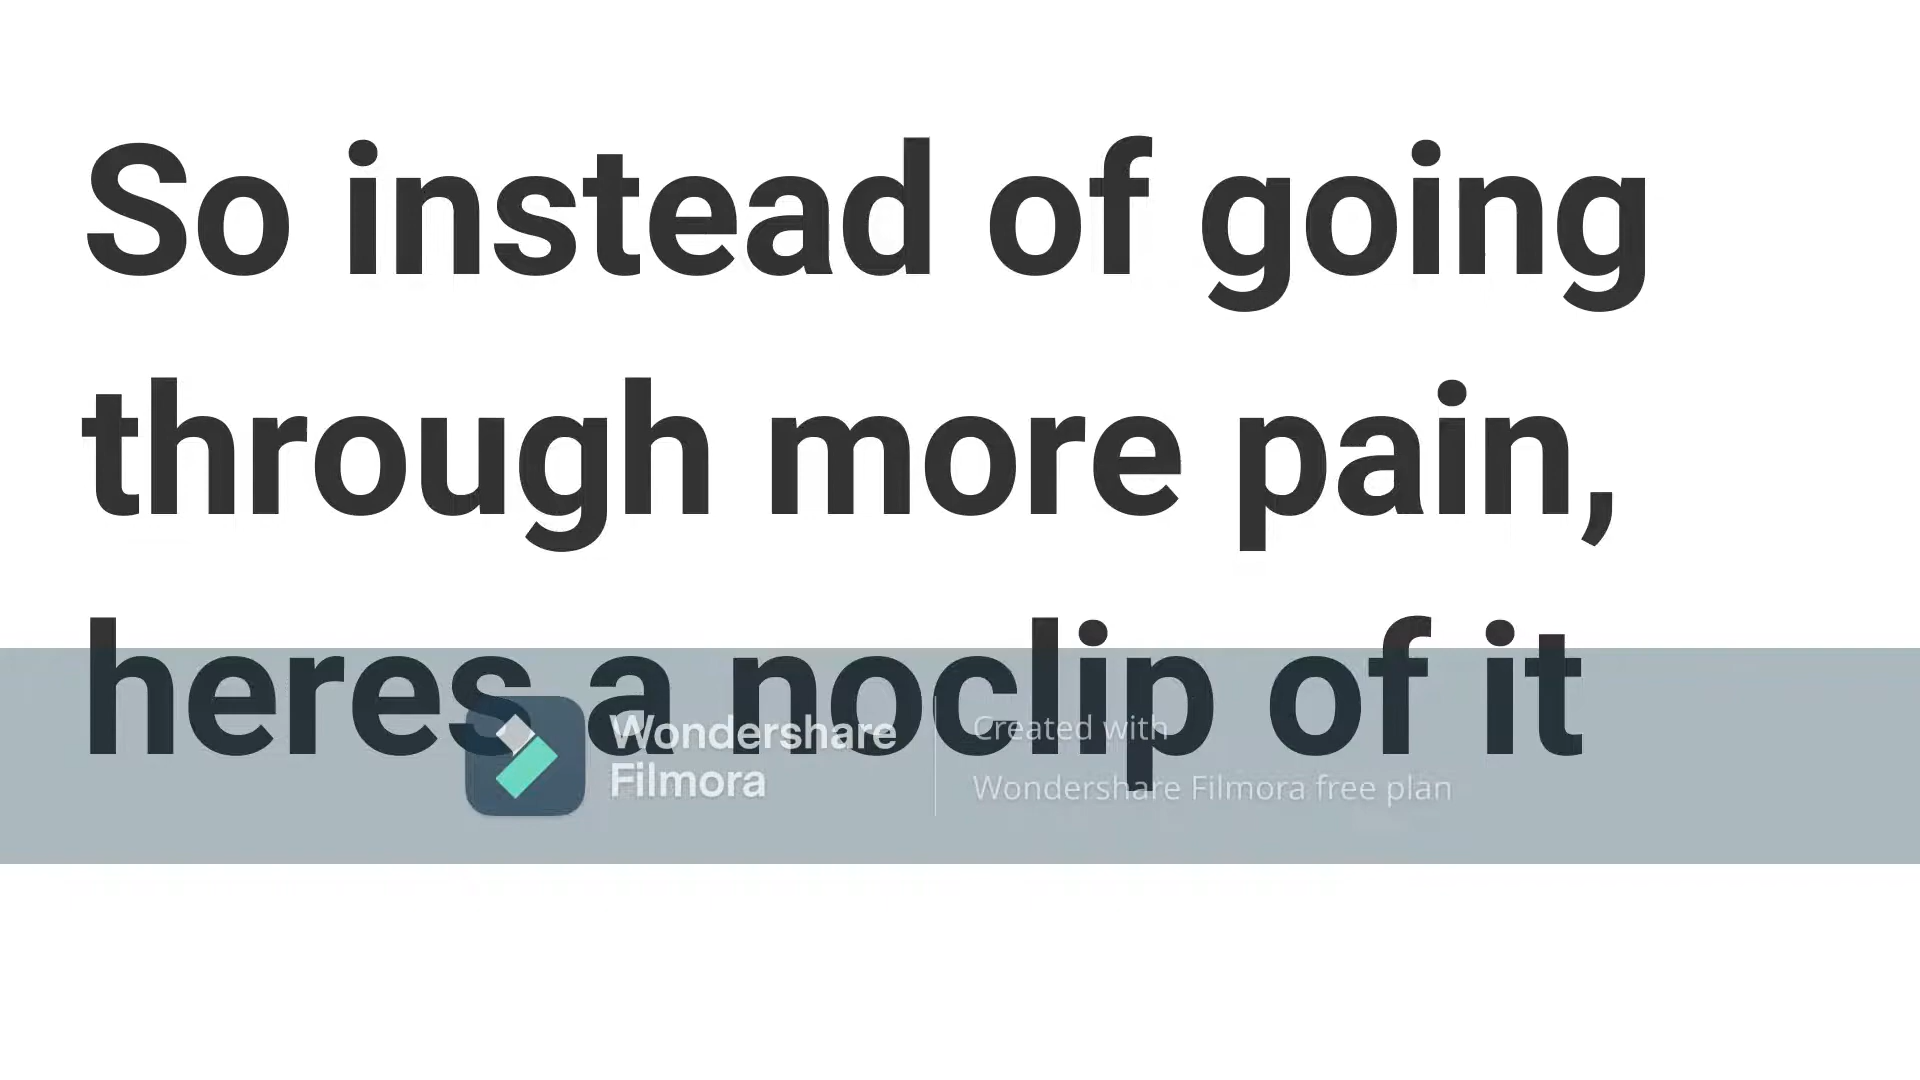 So instead of going
through more pain,
heres a noclip of it
Wondershare
Filmora
Created with
Wondershare Filmora free plan